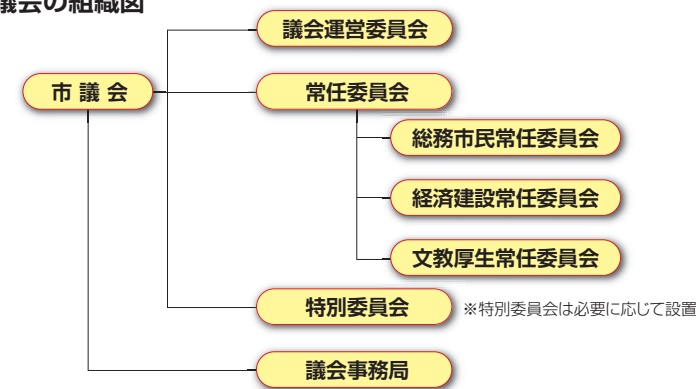 議会の組織図
議会運営委員会
市議会
常任委員会
総務市民常任委員会
経済建設常任委員会
文教厚生常任委員会
特別委員会
※特別委員会は必要に応じて設置
議会事務局